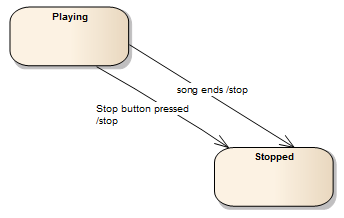 Playing
song ends /stop
Stop button pressed
/stop
Stopped